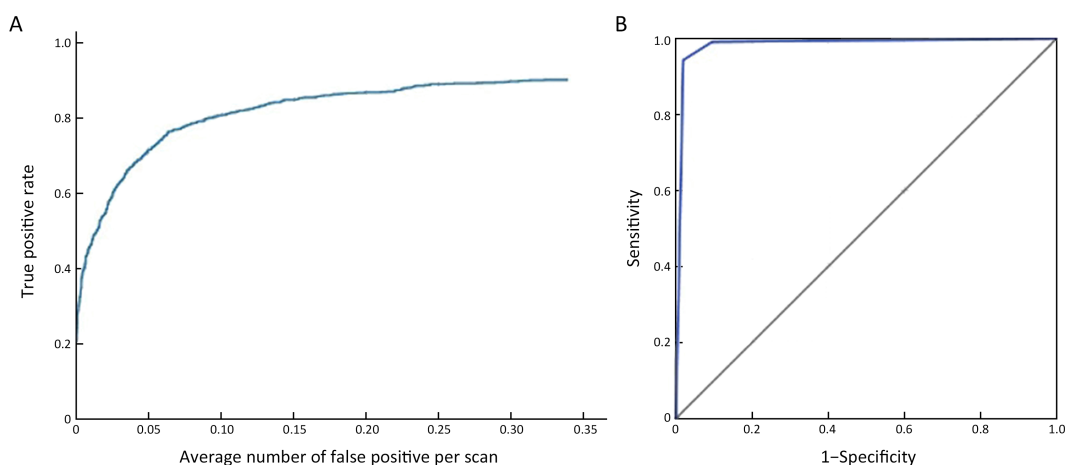 A
1.0
0.8
0.6
0.4
0.2
0
True positive rate
0 0.05 0.10 0.15 0.20 0.25 0.30 0.35
Average number of false positive per scan
B
1.0
0.8
0.6
0.4
0.2
0
Sensitivity
0 0.2 0.4 0.6 0.8 1.0
1−Specificity